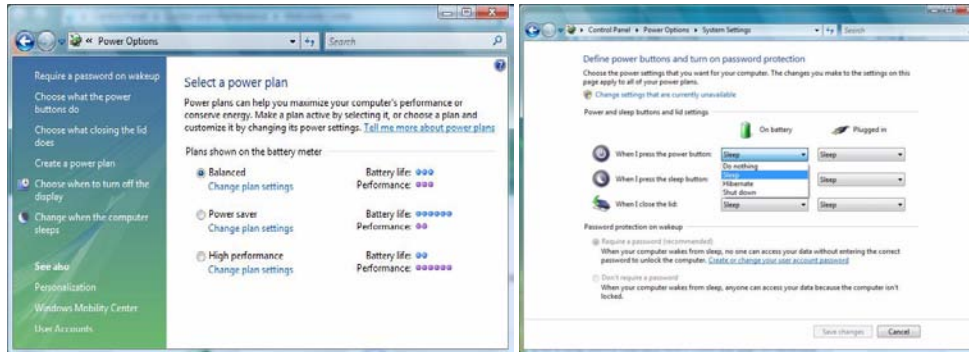 Power Options
Search
Require a password on wakeup
Choose what the power
buttons do
Choose what closing the lid
does
Create a power plan
Choose when to turn off the
display
Change when the computer
sleeps
See also
Personalization
Windows Mobility Center
User Accounts
Select a power plan
Power plans can help you maximize your computer's performance or
conserve energy. Make a plan active by selecting it, or choose a plan and
customize it by changing its power settings. Tell me more about power plans
Plans shown on the battery meter
Balanced Battery life:
Change plan settings Performance:
Power saver Battery life:
Change plan settings Performance:
High performance Battery life:
Change plan settings Performance:
Control Panel Power Options System Settings
Search
Define power buttons and turn on password protection
Choose the power settings that you want for your computer. The changes you make to the settings on this
page apply to all of your power plans.
Change settings that are currently unavailable
Power and sleep buttons and lid settings
On battery Plugged in
When I press the power button: Sleep Sleep
Do nothing
Sleep
Hibernate
Shut down
When I press the sleep button: Sleep
When I close the lid: Sleep Sleep
Password protection on wakeup
Require a password (recommended)
When your computer wakes from sleep, no one can access your data without entering the correct
password to unlock the computer. Create or change your user account password
Don't require a password
When your computer wakes from sleep, anyone can access your data because the computer isn't
locked.
Save changes Cancel